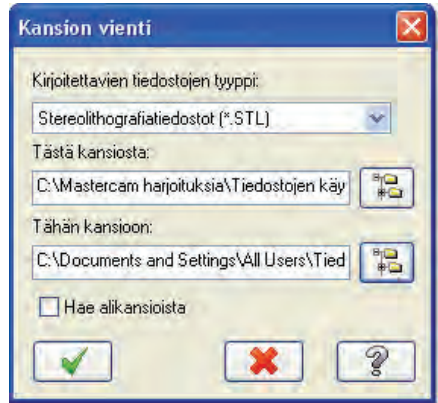 Kansion vienti
Kirjoitettavien tiedostojen tyyppi:
Stereolithografiatiedostot (*.STL)
Tästä kansiosta:
C:\Mastercam harjoituksia\Tiedostojen käy
Tähän kansioon:
C:\Documents and Settings\All Users\Tied
Hae alikansioista